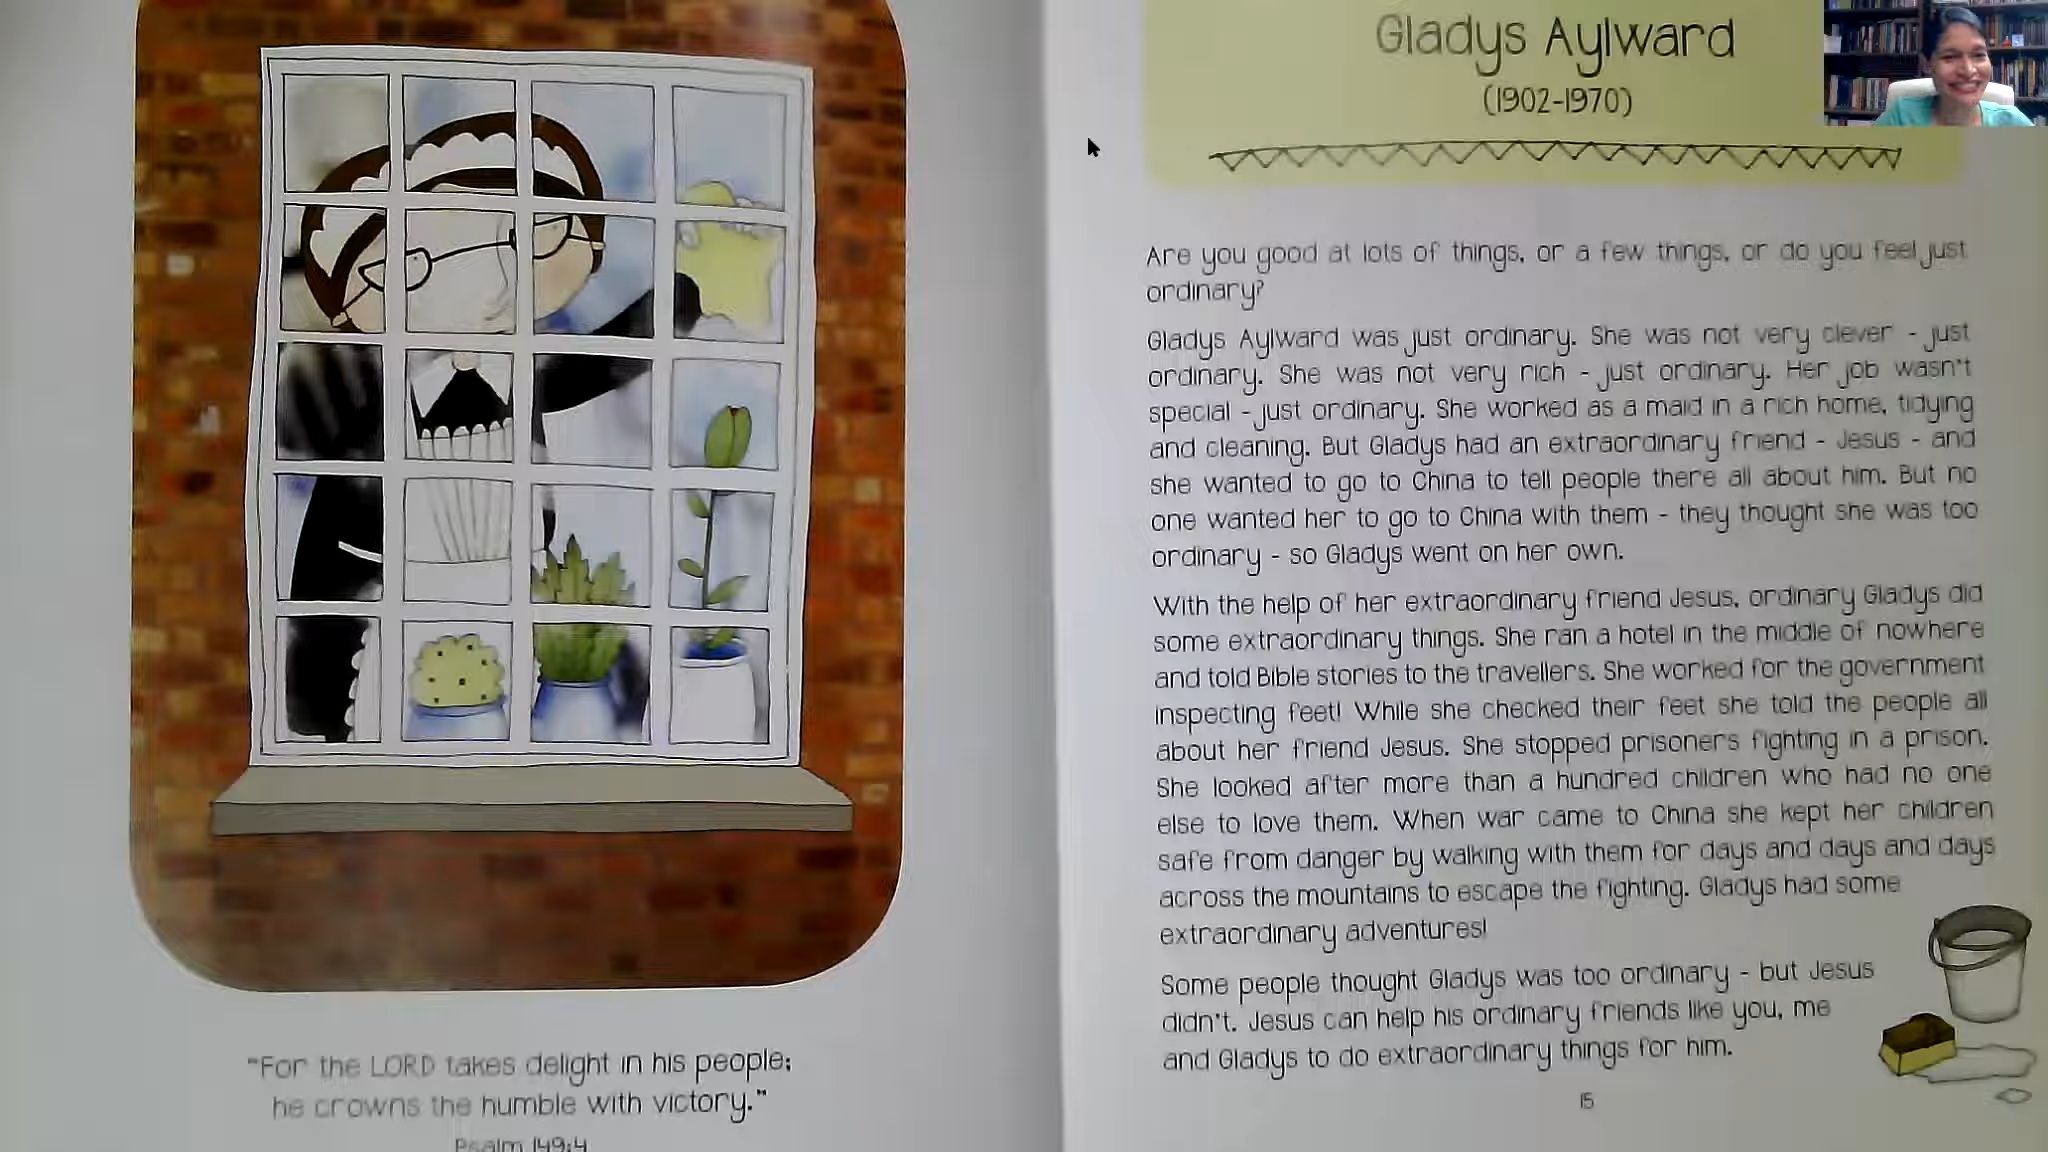 "For the LORD takes delight in his people;
he crowns the humble with victory."
Psalm 149:4
Gladys Aylward
(1902-1970)
Are you good at lots of things, or a few things, or do you feel just
ordinary?
Gladys Aylward was just ordinary. She was not very clever - just
ordinary. She was not very rich - just ordinary. Her job wasn't
special - just ordinary. She worked as a maid in a rich home, tidying
and cleaning. But Gladys had an extraordinary friend - Jesus - and
she wanted to go to China to tell people there all about him. But no
one wanted her to go to China with them - they thought she was too
ordinary - so Gladys went on her own.
With the help of her extraordinary friend Jesus, ordinary Gladys did
some extraordinary things. She ran a hotel in the middle of nowhere
and told Bible stories to the travellers. She worked for the government
inspecting feet! While she checked their feet she told the people all
about her friend Jesus. She stopped prisoners fighting in a prison.
She looked after more than a hundred children who had no one
else to love them. When war came to China she kept her children
safe from danger by walking with them for days and days and days
across the mountains to escape the fighting. Gladys had some
extraordinary adventures!
Some people thought Gladys was too ordinary - but Jesus
didn't. Jesus can help his ordinary friends like you, me
and Gladys to do extraordinary things for him.
15